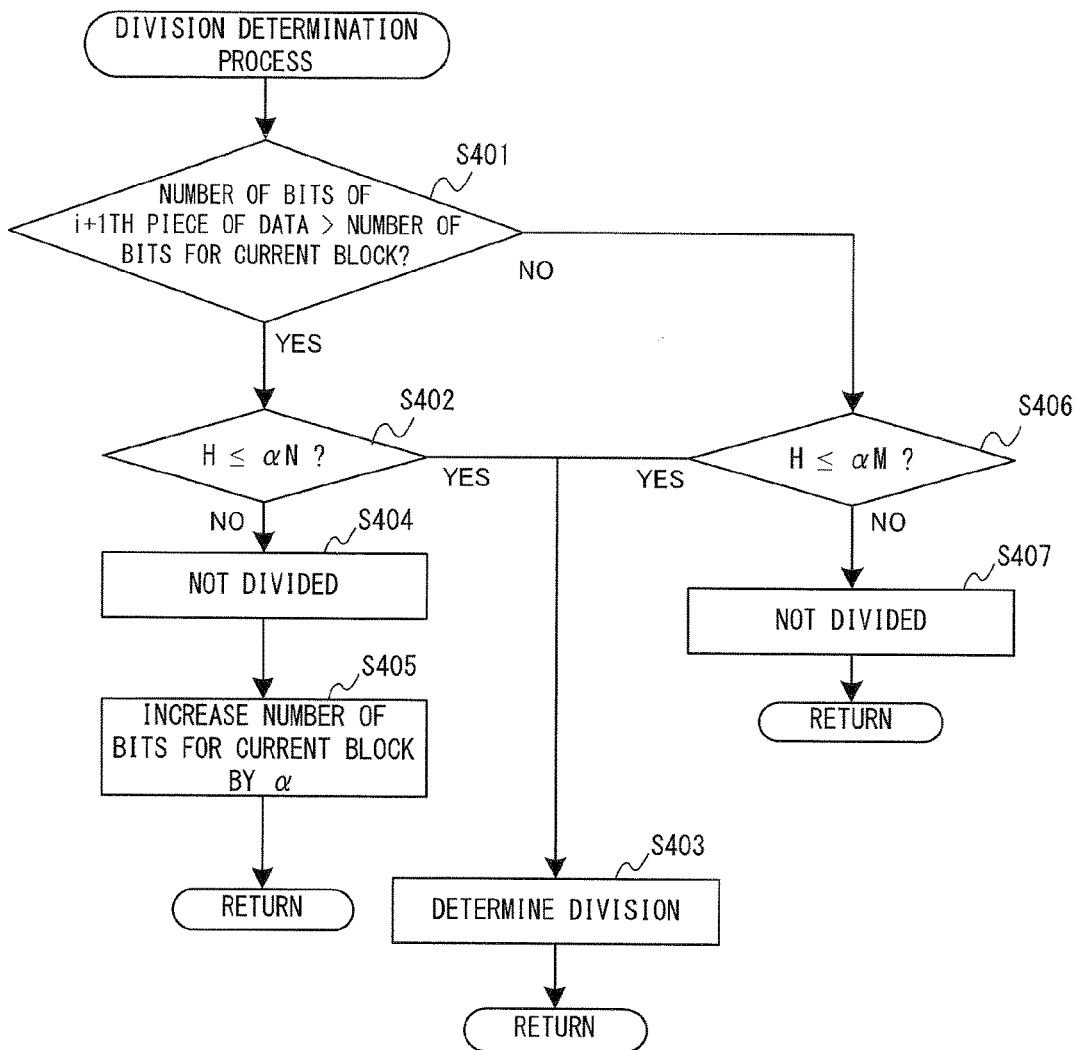 DIVISION DETERMINATION
PROCESS
S401
NUMBER OF BITS OF
i+1TH PIECE OF DATA > NUMBER OF
BITS FOR CURRENT BLOCK?
NO
YES
S402
H ≤ αN ?
YES
NO
S406
H ≤ αM ?
YES
NO
S404
NOT DIVIDED
S407
NOT DIVIDED
S405
INCREASE NUMBER OF
BITS FOR CURRENT BLOCK
BY α
RETURN
S403
DETERMINE DIVISION
RETURN
RETURN